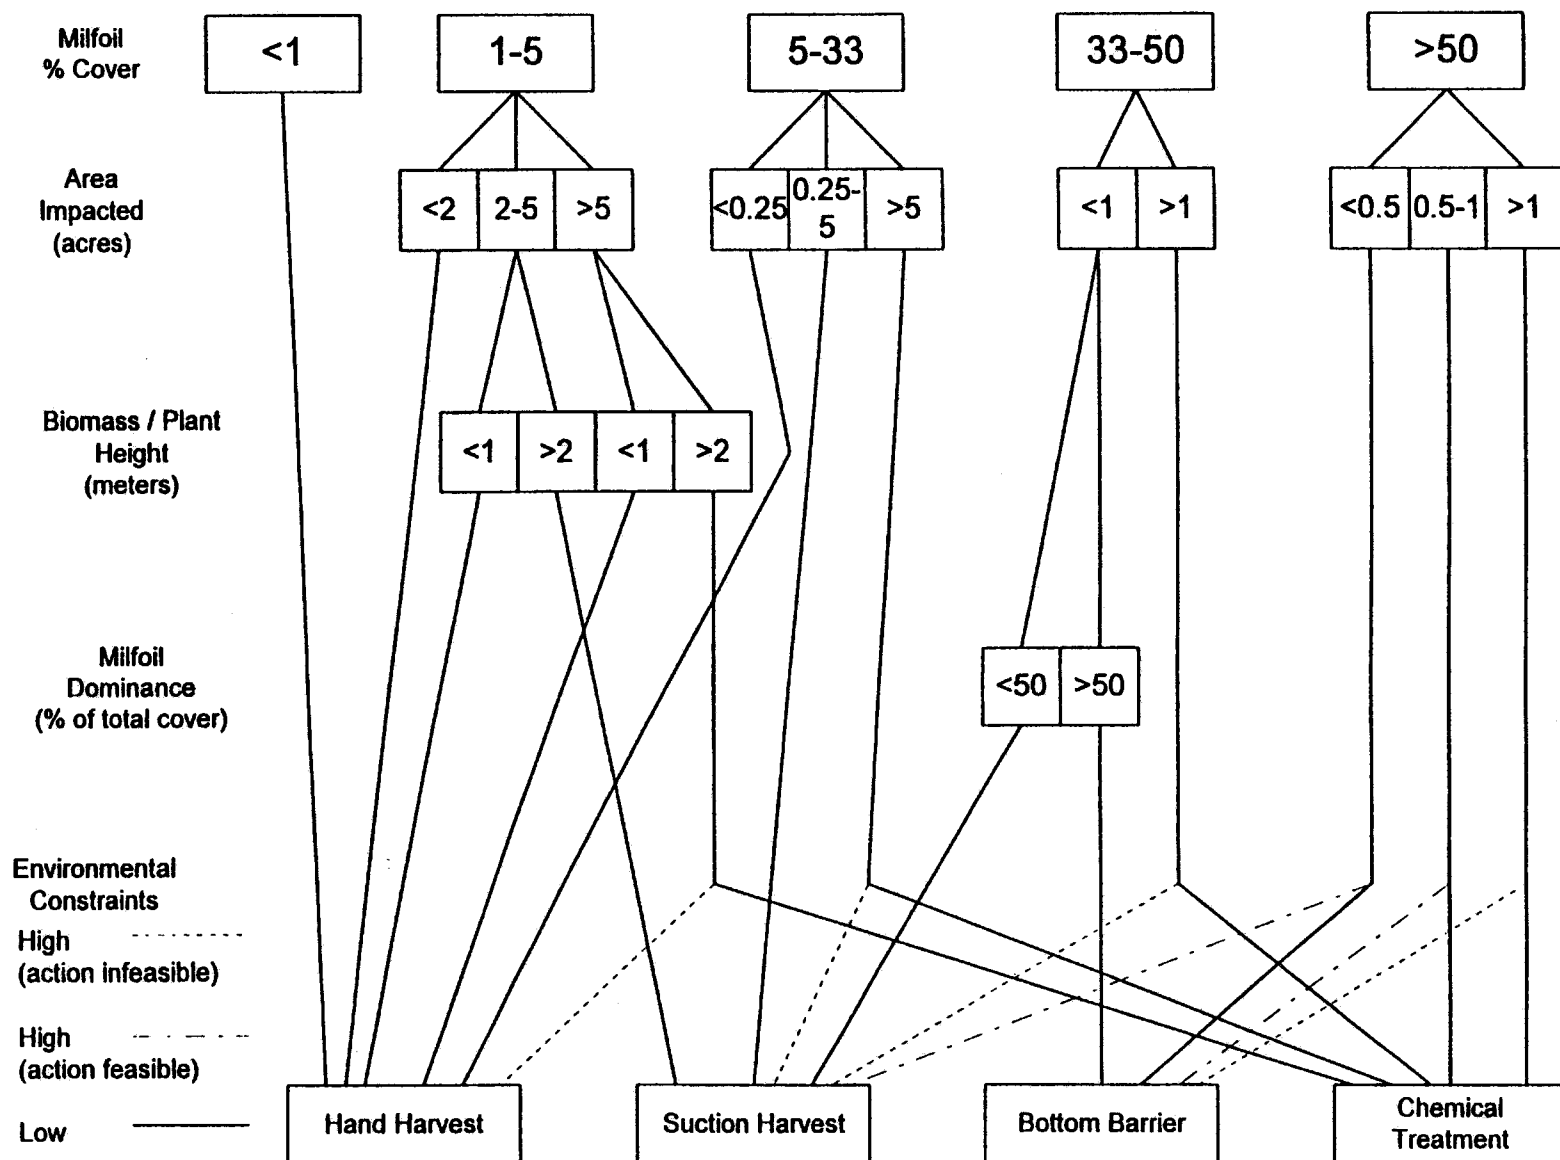 Milfoil
% Cover
<1
1-5
5-33
33-50
>50
Area
Impacted
(acres)
<2
2-5
>5
<0.25
0.25-
5
>5
<1
>1
<0.5
0.5-1
>1
Biomass / Plant
Height
(meters)
<1
>2
<1
>2
Milfoil
Dominance
(% of total cover)
<50
>50
Environmental
Constraints
High
(action infeasible)
High
(action feasible)
Low
Hand Harvest
Suction Harvest
Bottom Barrier
Chemical
Treatment